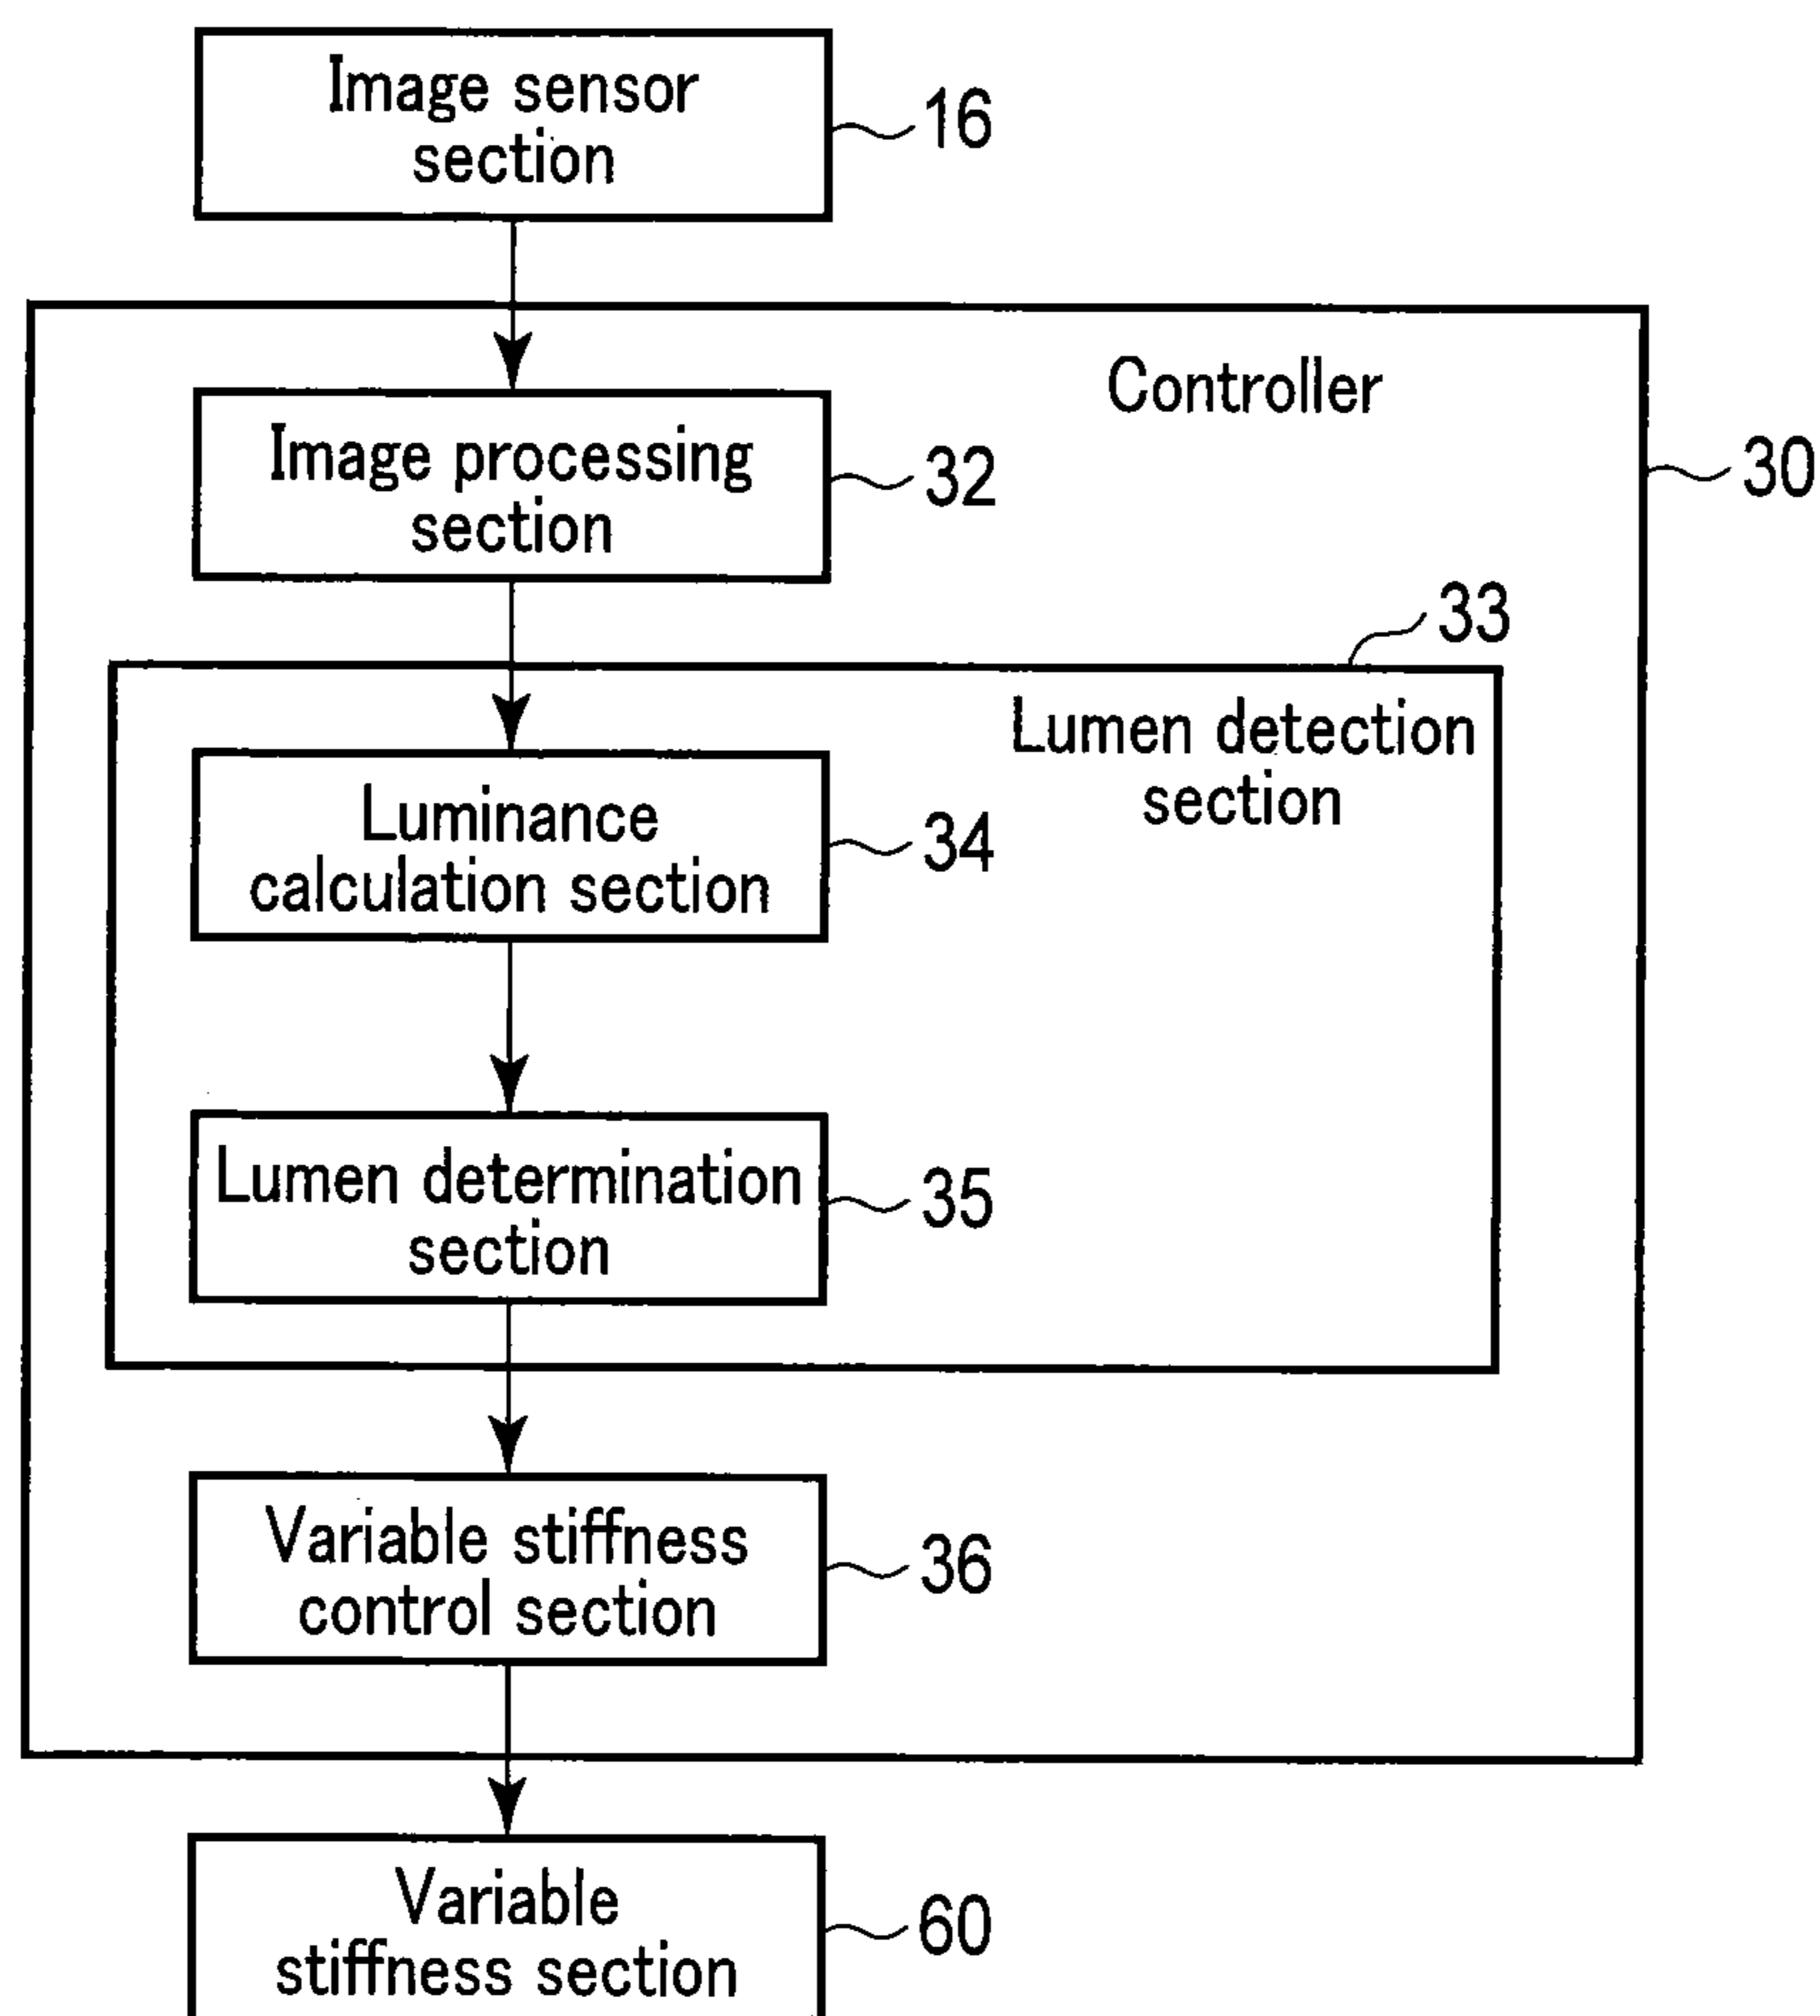 Image sensor
section
16
Controller
30
Image processing
section
32
33
Lumen detection
section
Luminance
calculation section
34
Lumen determination
section
35
Variable stiffness
control section
36
Variable
stiffness section
60